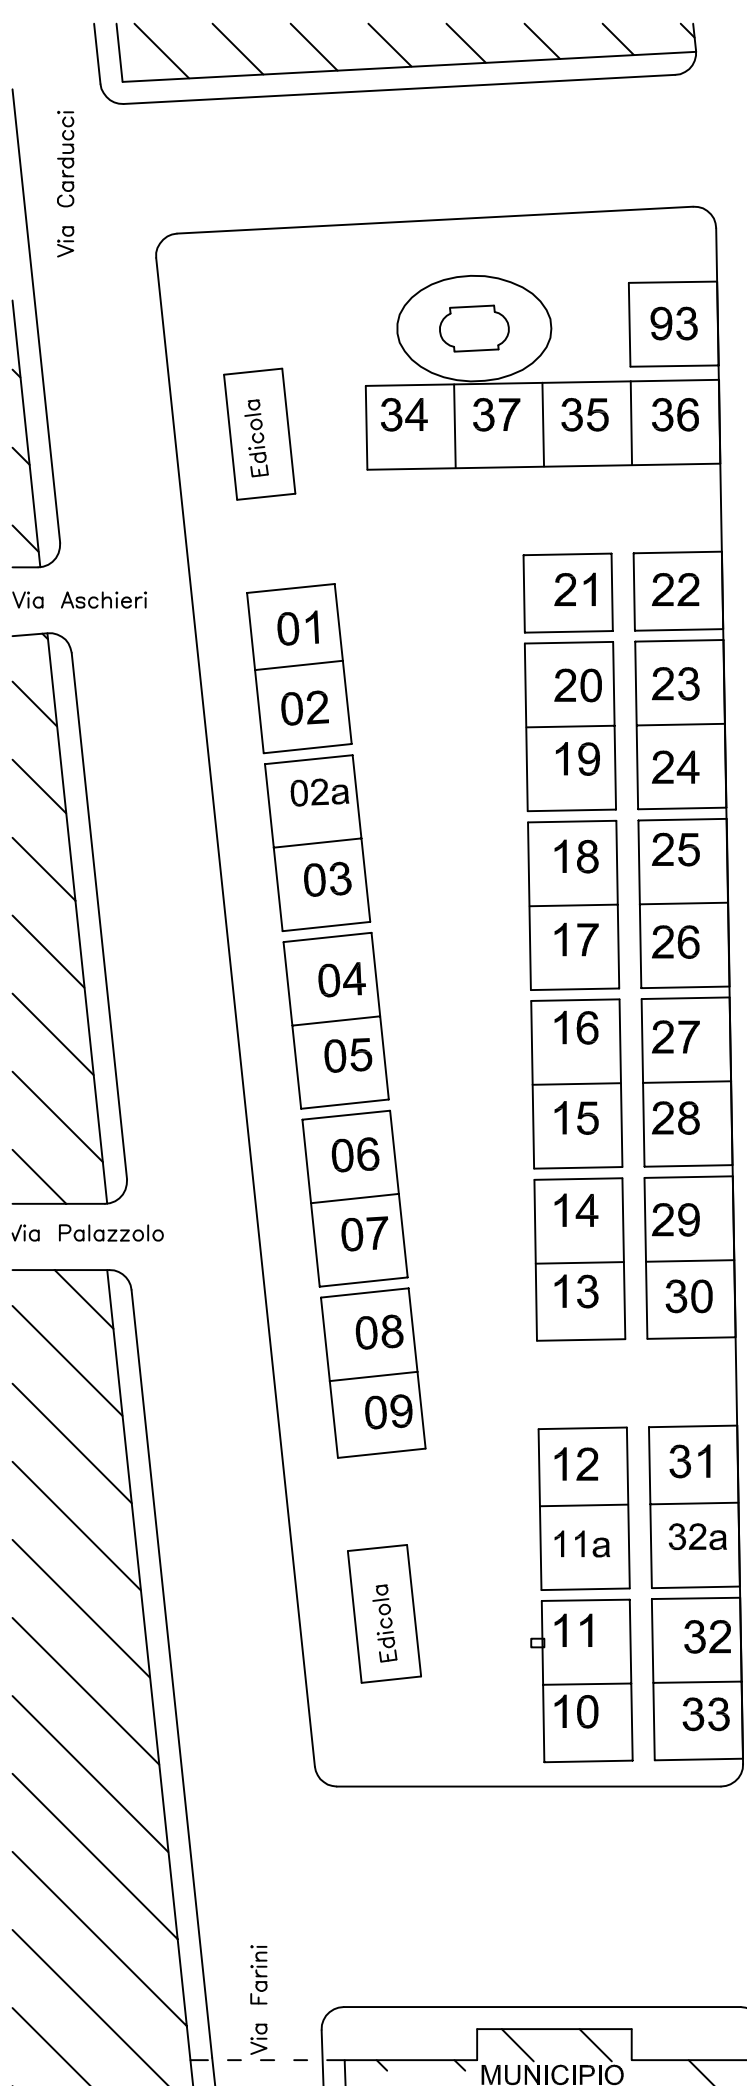 Via Carducci
93
34 37 35 36
Edicola
Via Aschieri
21 22
01
20 23
02
19 24
02a
18 25
03
17 26
04
16 27
05
15 28
06
14 29
Via Palazzolo
07
13 30
08
09
12 31
11a 32a
Edicola
11 32
10 33
Via Farini
MUNICIPIO